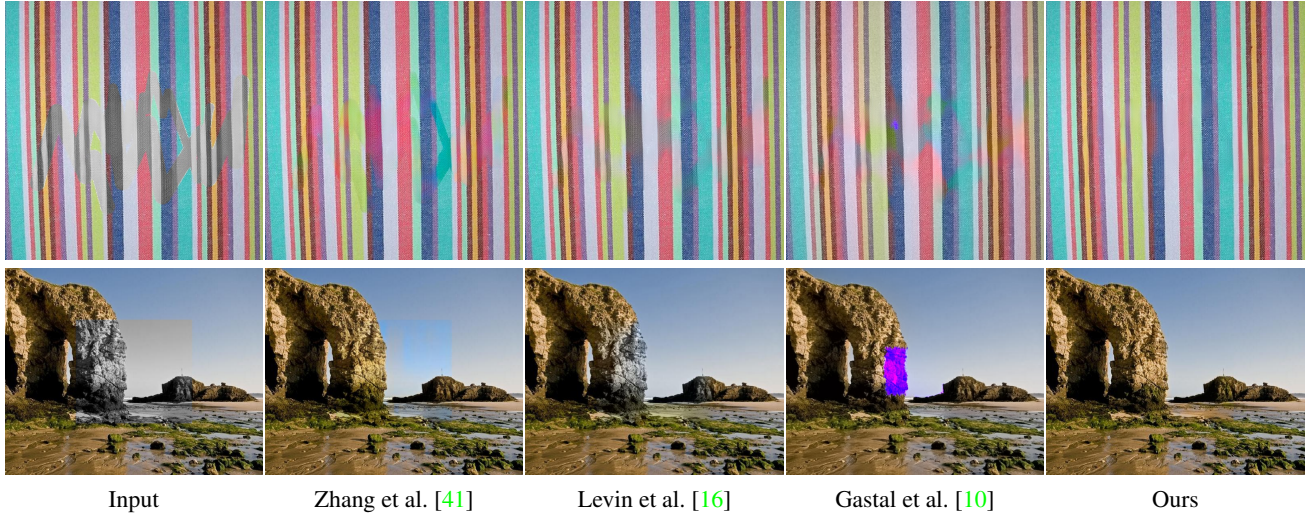 Input Zhang et al. [41] Levin et al. [16] Gastal et al. [10] Ours